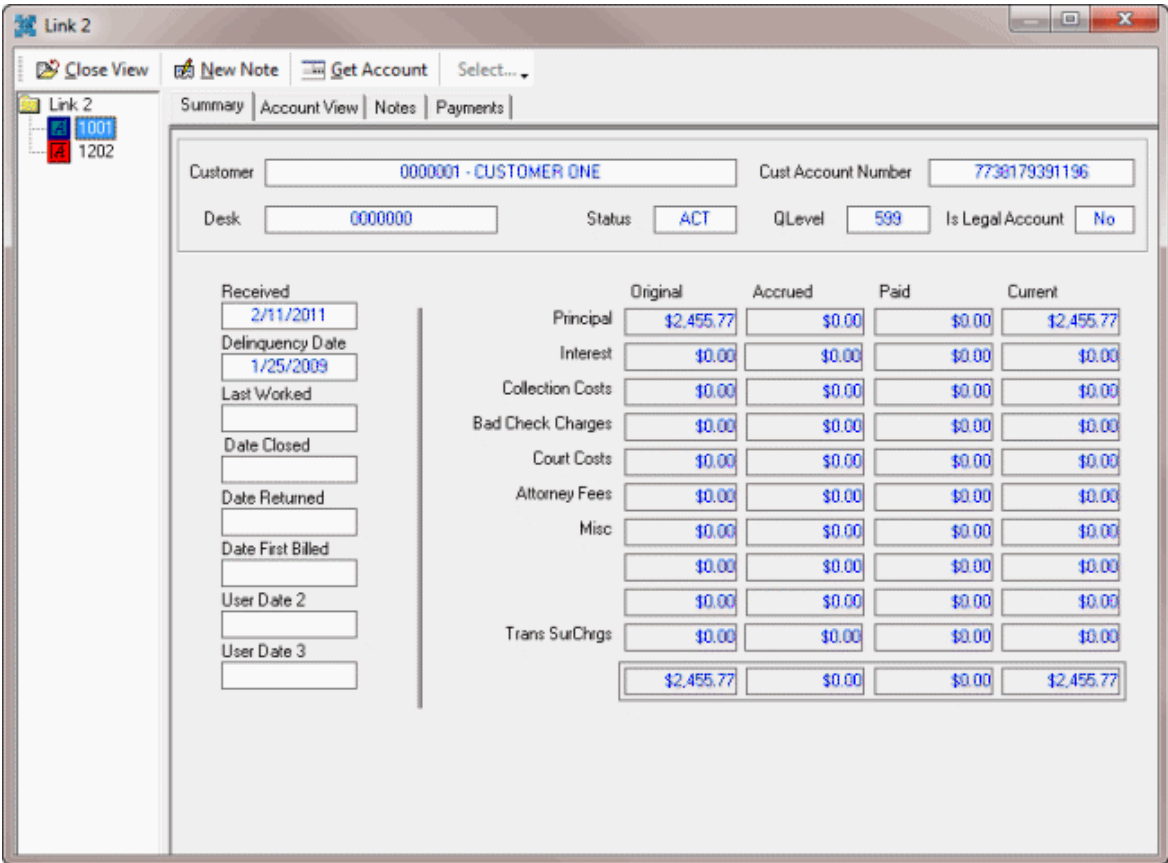 Link 2
Close View New Note Get Account Select...
Link 2
1001
1202
Summary Account View Notes Payments
Customer 0000001 - CUSTOMER ONE Cust Account Number 7738179391196
Desk 0000000 Status ACT QLevel 599 Is Legal Account No
Received
2/11/2011
Delinquency Date
1/25/2009
Last Worked
Date Closed
Date Returned
Date First Billed
User Date 2
User Date 3
Original Accrued Paid Current
Principal $2,455.77 $0.00 $0.00 $2,455.77
Interest $0.00 $0.00 $0.00 $0.00
Collection Costs $0.00 $0.00 $0.00 $0.00
Bad Check Charges $0.00 $0.00 $0.00 $0.00
Court Costs $0.00 $0.00 $0.00 $0.00
Attorney Fees $0.00 $0.00 $0.00 $0.00
Misc $0.00 $0.00 $0.00 $0.00
$0.00 $0.00 $0.00 $0.00
$0.00 $0.00 $0.00 $0.00
Trans SurChrgs $0.00 $0.00 $0.00 $0.00
$2,455.77 $0.00 $0.00 $2,455.77